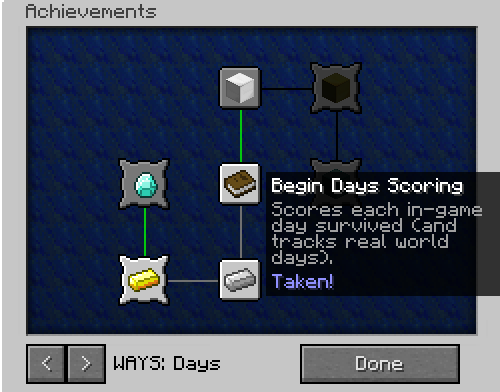 Achievements
Begin Days Scoring
Scores each in-game
day survived (and
tracks real world
days).
Taken!
< > WAYS: Days Done